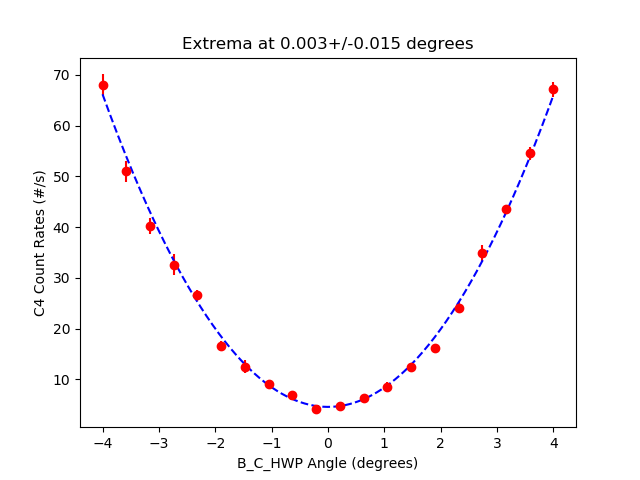 Extrema at 0.003+/-0.015 degrees
70
60
50
40
30
20
10
C4 Count Rates (#/s)
−4 −3 −2 −1 0 1 2 3 4
B_C_HWP Angle (degrees)